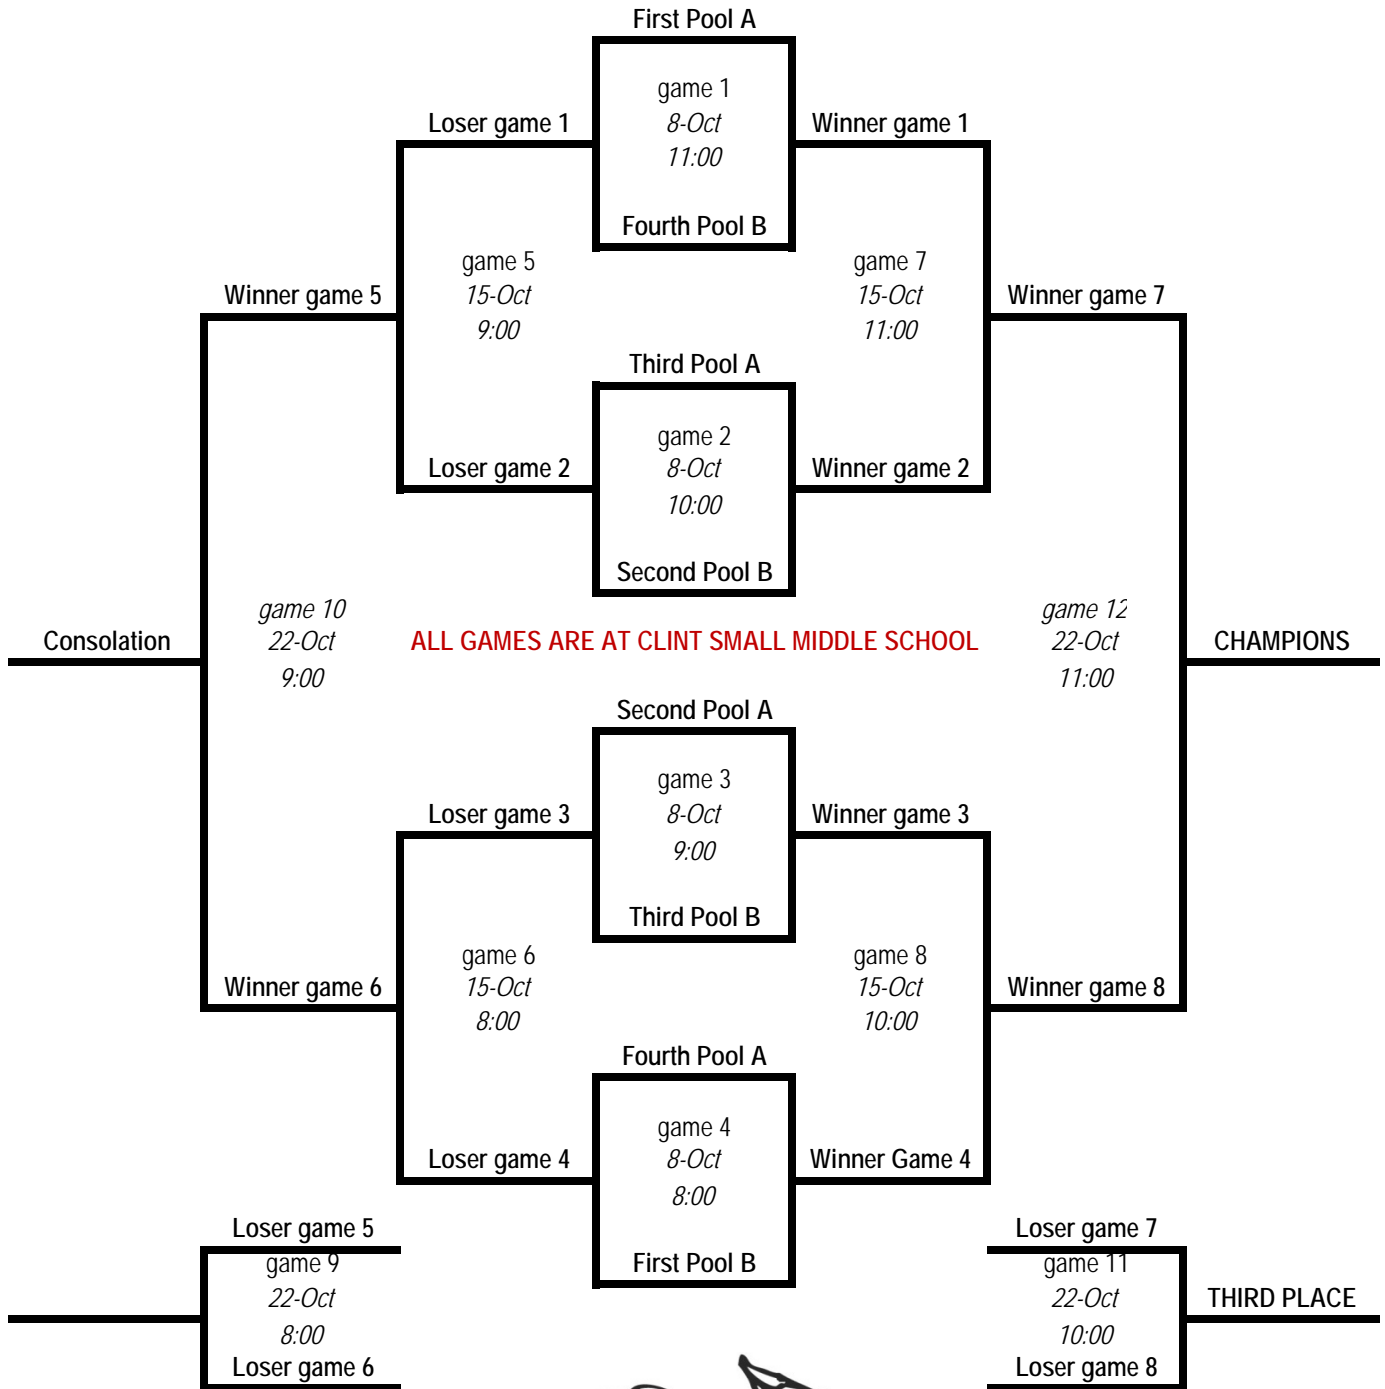 First Pool A
game 1
8-Oct
11:00
Loser game 1
Winner game 1
Fourth Pool B
game 5
15-Oct
9:00
game 7
15-Oct
11:00
Winner game 5
Winner game 7
Third Pool A
game 2
8-Oct
10:00
Loser game 2
Winner game 2
Second Pool B
game 10
22-Oct
9:00
Consolation
ALL GAMES ARE AT CLINT SMALL MIDDLE SCHOOL
game 12
22-Oct
11:00
CHAMPIONS
Second Pool A
game 3
8-Oct
9:00
Loser game 3
Winner game 3
Third Pool B
game 6
15-Oct
8:00
game 8
15-Oct
10:00
Winner game 6
Winner game 8
Fourth Pool A
game 4
8-Oct
8:00
Loser game 4
Winner Game 4
First Pool B
Loser game 5
game 9
22-Oct
8:00
Loser game 6
Loser game 7
game 11
22-Oct
10:00
THIRD PLACE
Loser game 8